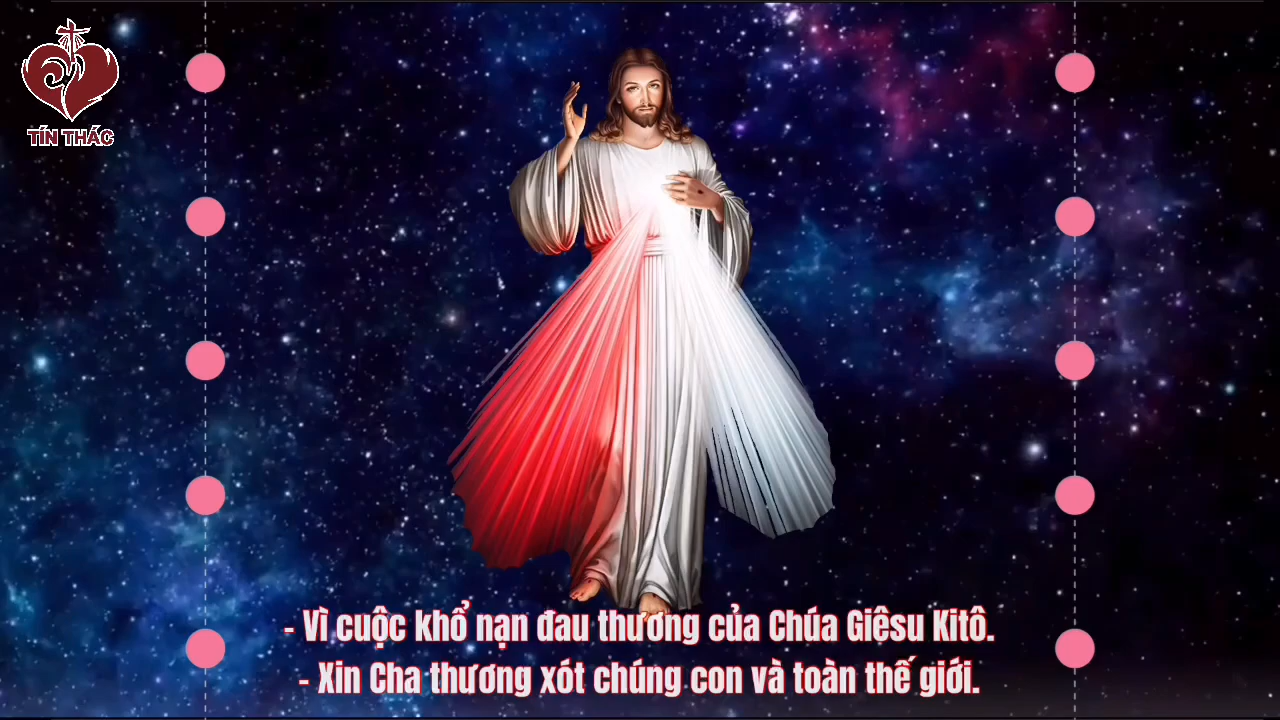 TÍN THÁC
- Vì cuộc khổ nạn đau thương của Chúa Giêsu Kitô.
- Xin Cha thương xót chúng con và toàn thế giới.